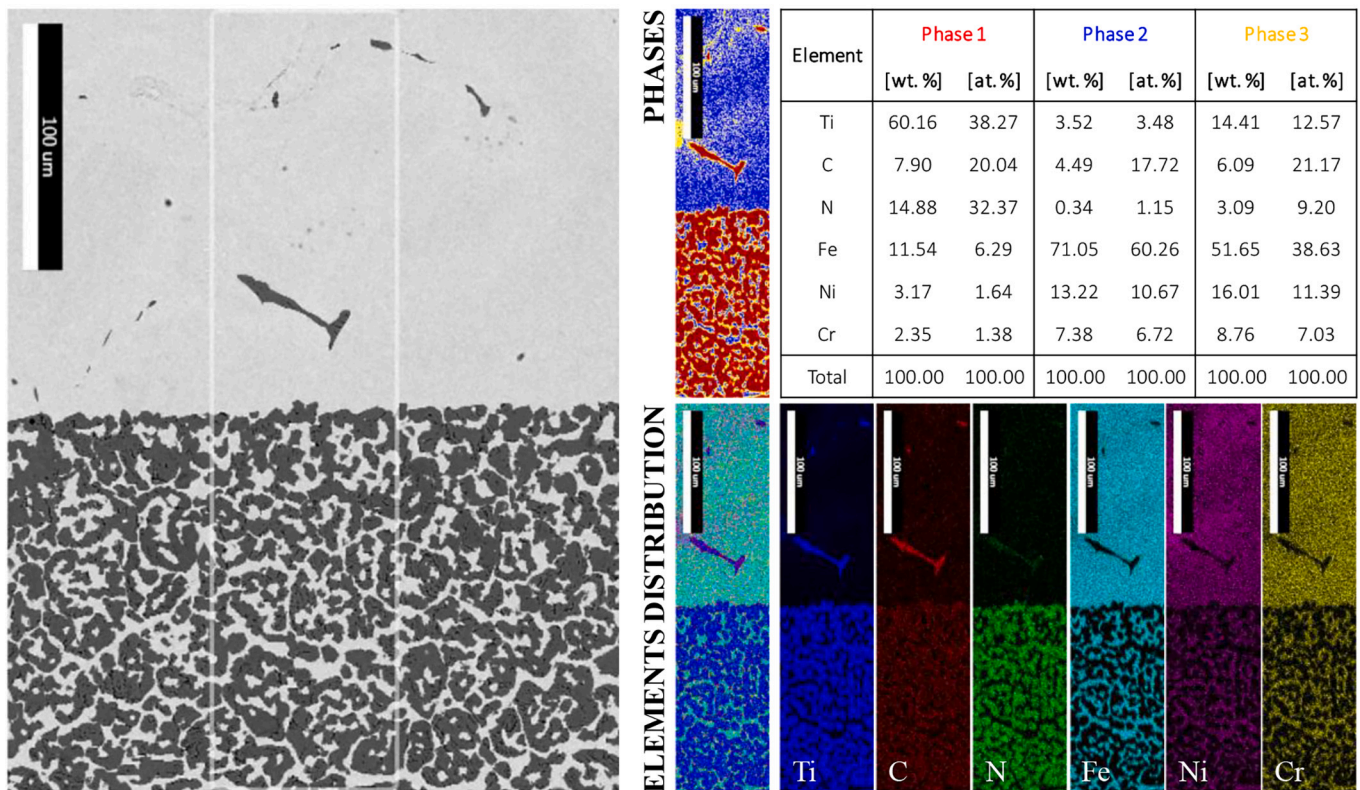 100 um
PHASES
100 um
Element Phase 1 Phase 2 Phase 3
[wt. %] [at. %] [wt. %] [at. %] [wt. %] [at. %]
Ti 60.16 38.27 3.52 3.48 14.41 12.57
C 7.90 20.04 4.49 17.72 6.09 21.17
N 14.88 32.37 0.34 1.15 3.09 9.20
Fe 11.54 6.29 71.05 60.26 51.65 38.63
Ni 3.17 1.64 13.22 10.67 16.01 11.39
Cr 2.35 1.38 7.38 6.72 8.76 7.03
Total 100.00 100.00 100.00 100.00 100.00 100.00
ELEMENTS DISTRIBUTION
100 um
100 um
100 um
100 um
100 um
100 um
100 um
Ti C N Fe Ni Cr